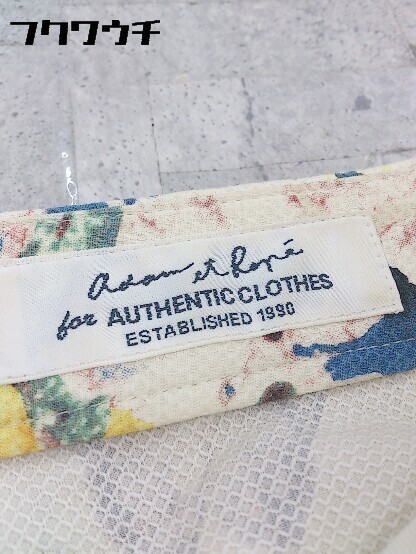 フクワウチ
Adam et Ropé
for AUTHENTIC CLOTHES
ESTABLISHED 1990